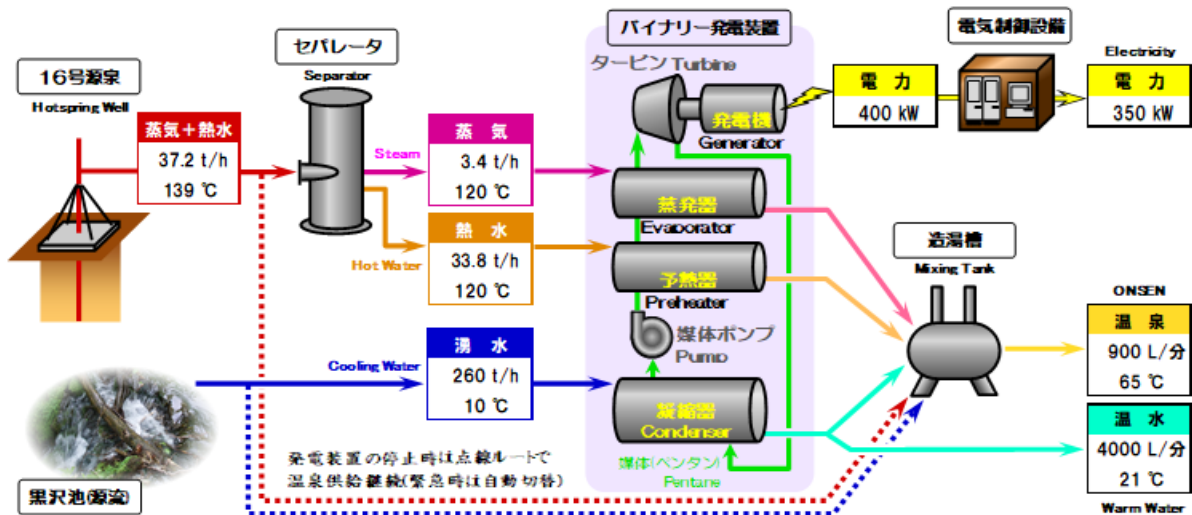 16号源泉
Hotspring Well
蒸気+熱水
37.2 t/h
139 ℃
セパレータ
Separator
Steam
蒸 気
3.4 t/h
120 ℃
Hot Water
熱 水
33.8 t/h
120 ℃
Cooling Water
湧 水
260 t/h
10 ℃
黒沢池(源流)
発電装置の停止時は点線ルートで
温泉供給継続(緊急時は自動切替)
バイナリー発電装置
タービン Turbine
発電機
Generator
蒸発器
Evaporator
予熱器
Preheater
媒体ポンプ
Pump
凝縮器
Condenser
媒体(ペンタン)
Pentane
電 力
400 kW
電気制御設備
Electricity
電 力
350 kW
造湯槽
Mixing Tank
ONSEN
温 泉
900 L/分
65 ℃
温 水
4000 L/分
21 ℃
Warm Water